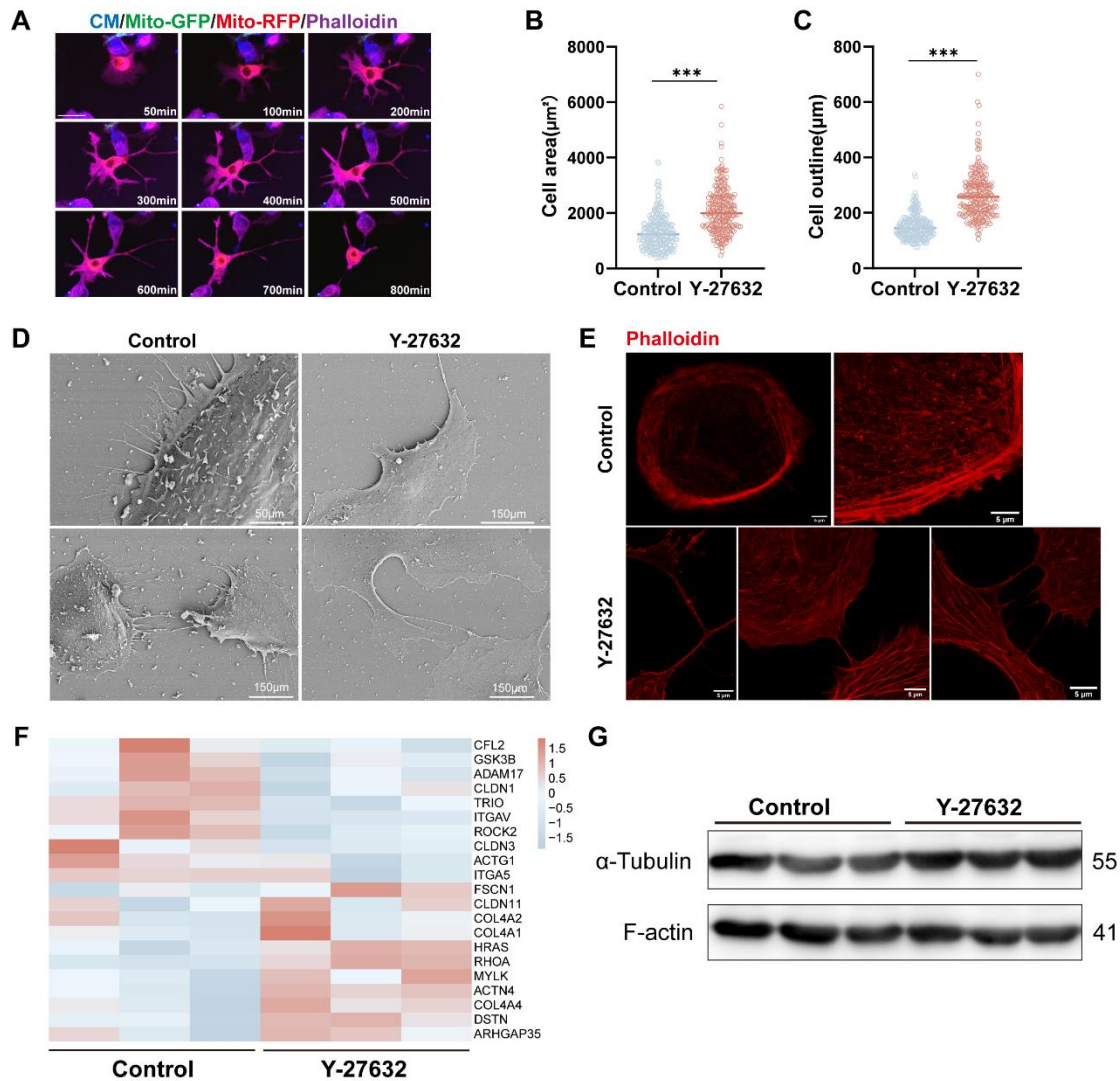 A
CM/Mito-GFP/Mito-RFP/Phalloidin
50min
100min
200min
300min
400min
500min
600min
700min
800min
B
***
Cell area(μm²)
8000
6000
4000
2000
0
Control Y-27632
C
***
Cell outline(μm)
800
600
400
200
0
Control Y-27632
D
Control
Y-27632
50μm
150μm
150μm
150μm
E
Phalloidin
Control
5 μm
5 μm
Y-27632
5 μm
5 μm
5 μm
F
CFL2
GSK3B
ADAM17
CLDN1
TRIO
ITGAV
ROCK2
CLDN3
ACTG1
ITGA5
FSCN1
CLDN11
COL4A2
COL4A1
HRAS
RHOA
MYLK
ACTN4
COL4A4
DSTN
ARHGAP35
1.5
1
0.5
0
−0.5
−1
−1.5
Control
Y-27632
G
Control
Y-27632
α-Tubulin
55
F-actin
41